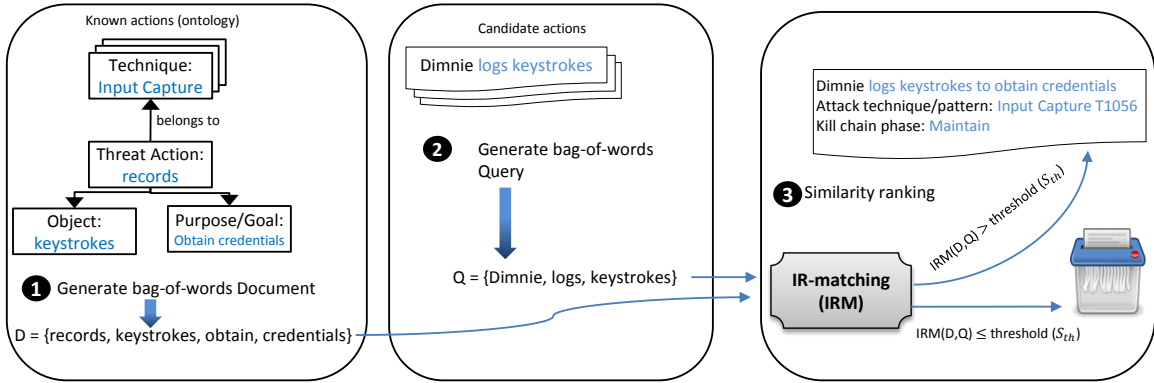 Known actions (ontology)
Technique:
Input Capture
belongs to
Threat Action:
records
Object:
keystrokes
Purpose/Goal:
Obtain credentials
1 Generate bag-of-words Document
D = {records, keystrokes, obtain, credentials}
Candidate actions
Dimnie logs keystrokes
2 Generate bag-of-words
Query
Q = {Dimnie, logs, keystrokes}
Dimnie logs keystrokes to obtain credentials
Attack technique/pattern: Input Capture T1056
Kill chain phase: Maintain
3 Similarity ranking
IRM(D,Q) > threshold (S_th)
IR-matching
(IRM)
IRM(D,Q) ≤ threshold (S_th)